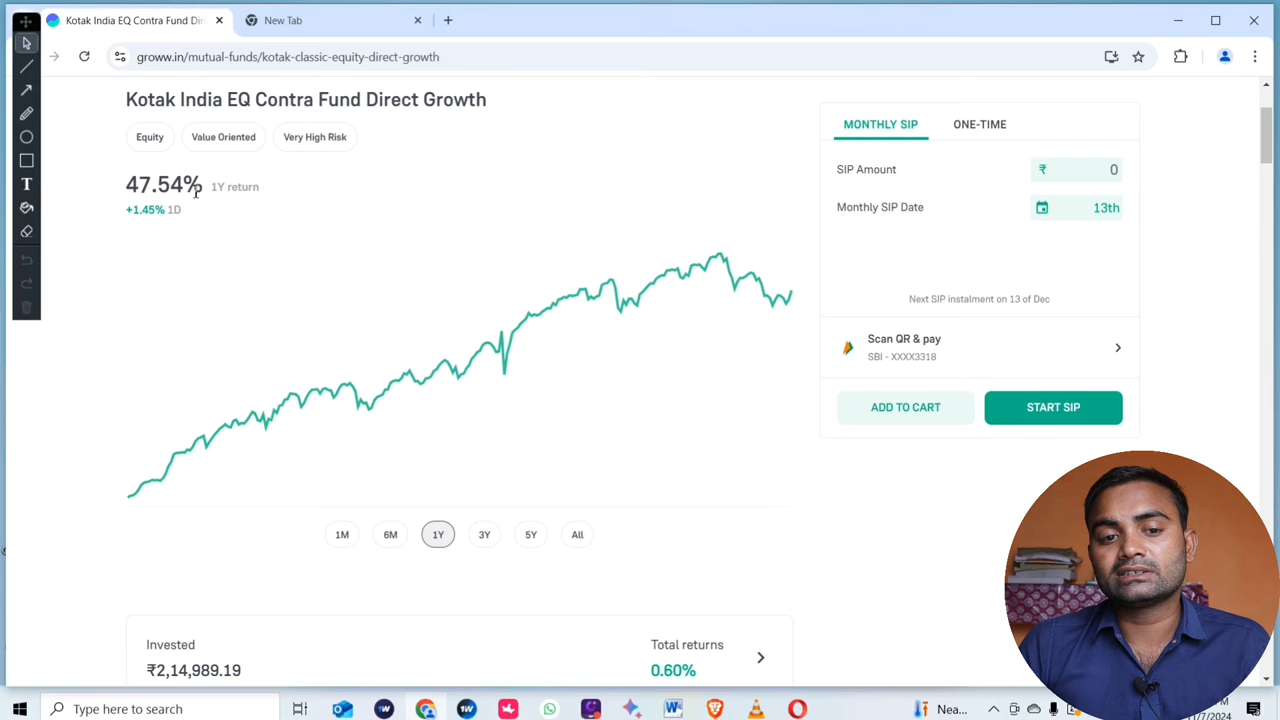 Kotak India EQ Contra Fund Dir
New Tab
groww.in/mutual-funds/kotak-classic-equity-direct-growth
Kotak India EQ Contra Fund Direct Growth
Equity
Value Oriented
Very High Risk
47.54% 1Y return
+1.45% 1D
1M
6M
1Y
3Y
5Y
All
Invested
₹2,14,989.19
Total returns
0.60%
MONTHLY SIP
ONE-TIME
SIP Amount
₹ 0
Monthly SIP Date
13th
Next SIP instalment on 13 of Dec
Scan QR & pay
SBI - XXXX3318
ADD TO CART
START SIP
T
Type here to search
Nea...